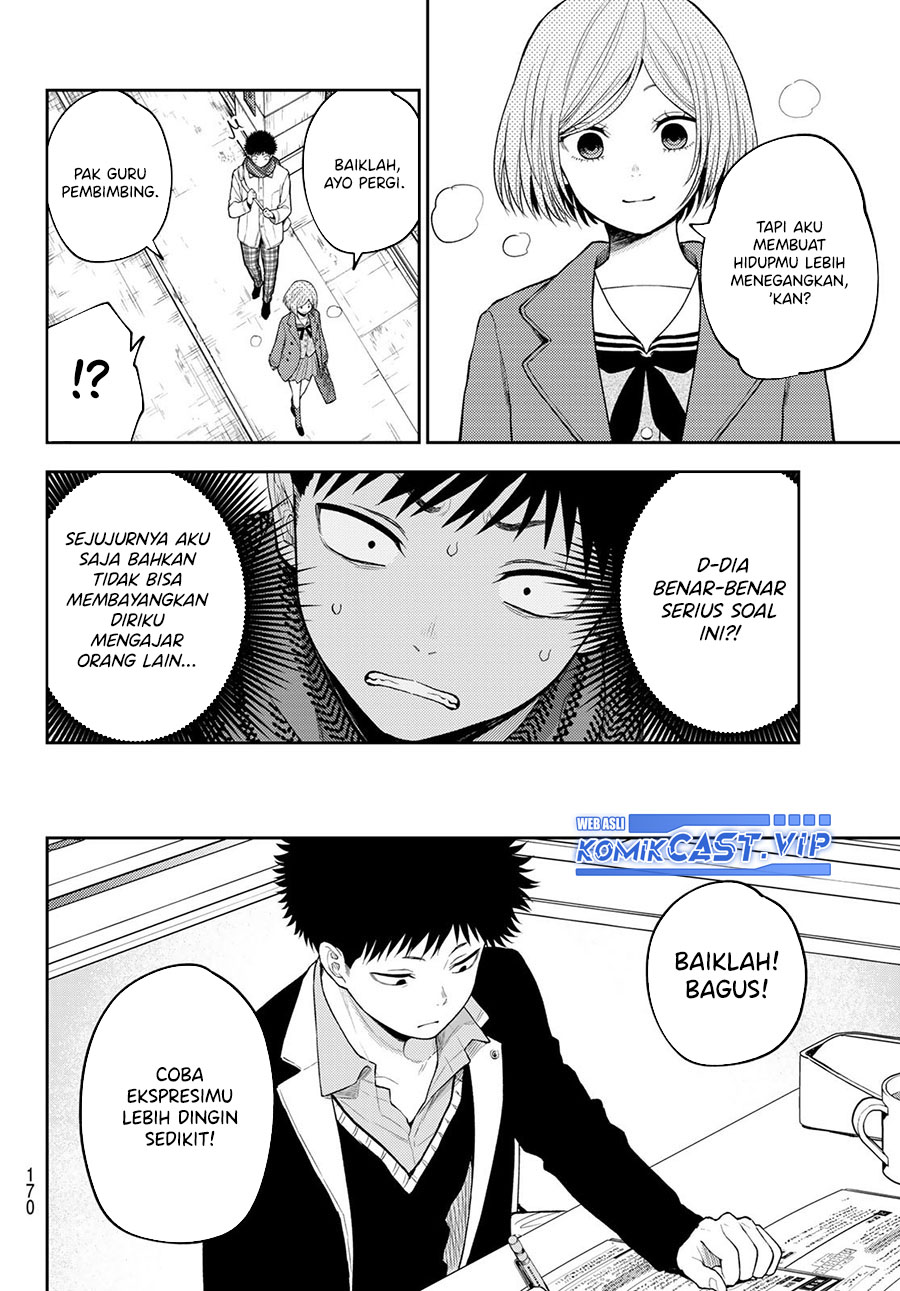 TAPI AKU
MEMBUAT
HIDUPMU LEBIH
MENEGANGKAN,
'KAN?
BAIKLAH,
AYO PERGI.
PAK GURU
PEMBIMBING.
!?
D-DIA
BENAR-BENAR
SERIUS SOAL
INI?!
SEJUJURNYA AKU
SAJA BAHKAN
TIDAK BISA
MEMBAYANGKAN
DIRIKU
MENGAJAR
ORANG LAIN...
WEB ASLI
KOMIKCAST.VIP
BAIKLAH!
BAGUS!
COBA
EKSPRESIMU
LEBIH DINGIN
SEDIKIT!
170